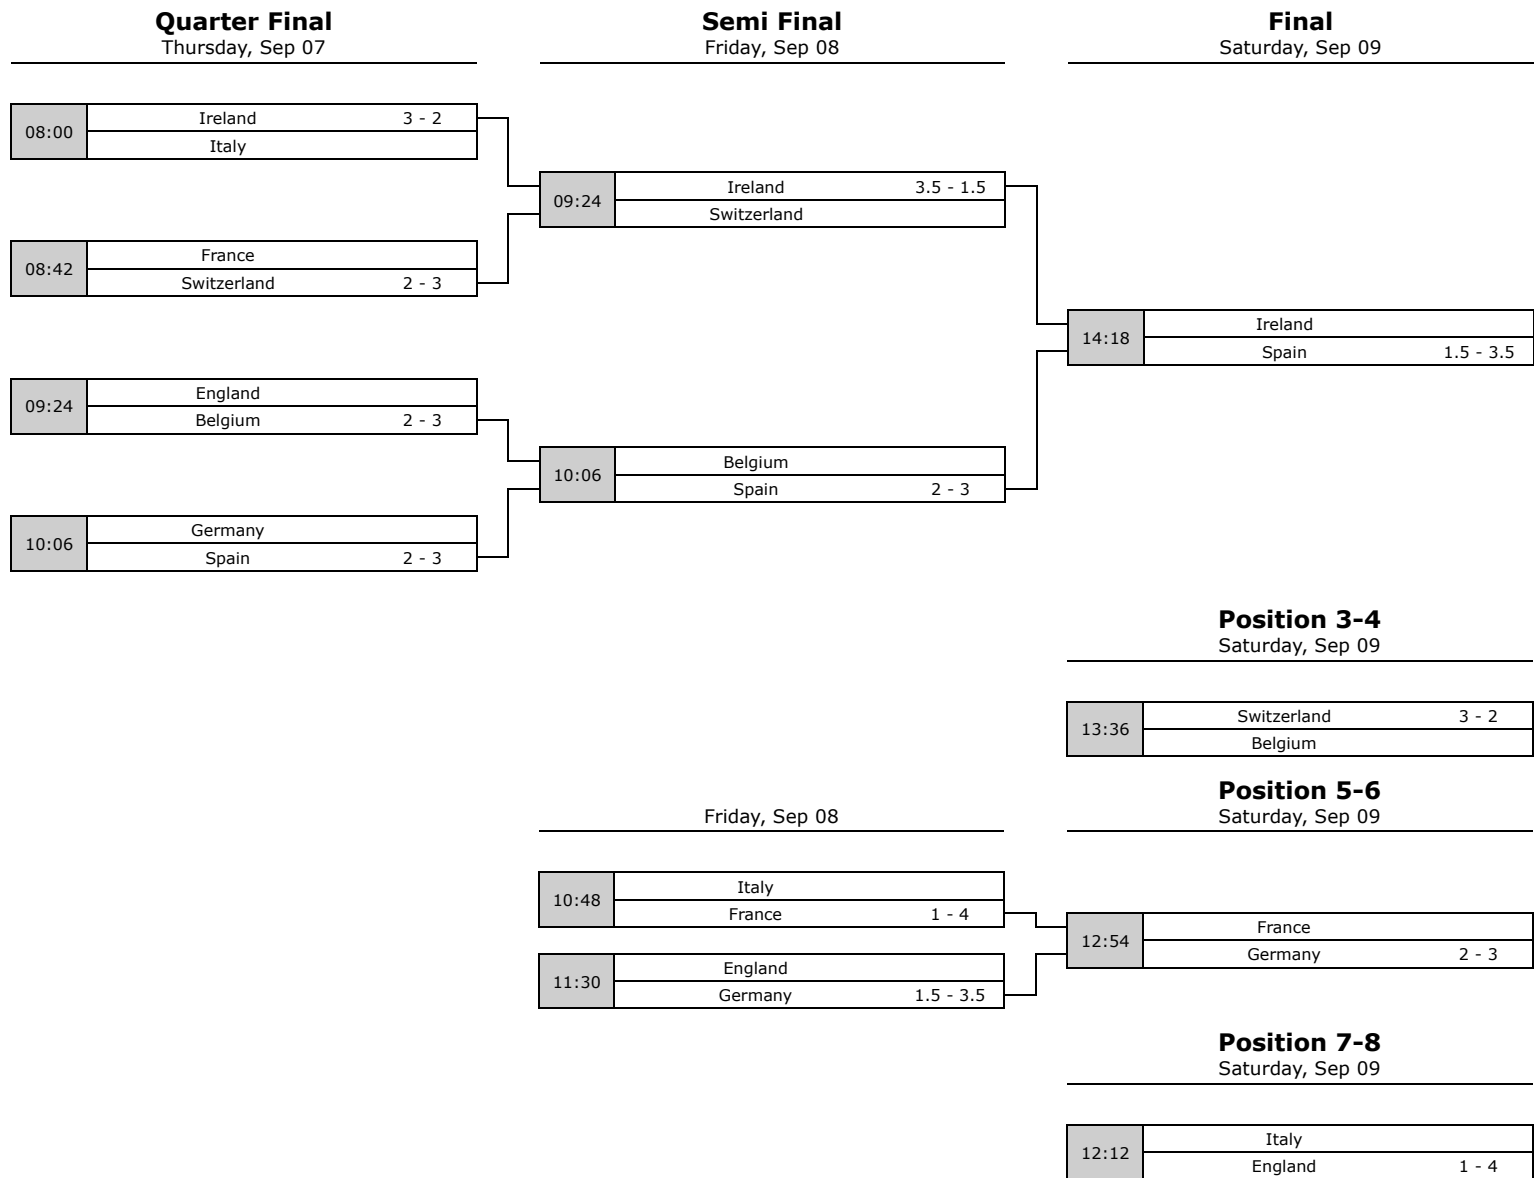 Quarter Final
Thursday, Sep 07
Semi Final
Friday, Sep 08
Final
Saturday, Sep 09
08:00
Ireland 3 - 2
Italy
08:42
France
Switzerland 2 - 3
09:24
England
Belgium 2 - 3
10:06
Germany
Spain 2 - 3
09:24
Ireland 3.5 - 1.5
Switzerland
10:06
Belgium
Spain 2 - 3
14:18
Ireland
Spain 1.5 - 3.5
Position 3-4
Saturday, Sep 09
13:36
Switzerland 3 - 2
Belgium
Friday, Sep 08
10:48
Italy
France 1 - 4
11:30
England
Germany 1.5 - 3.5
Position 5-6
Saturday, Sep 09
12:54
France
Germany 2 - 3
Position 7-8
Saturday, Sep 09
12:12
Italy
England 1 - 4